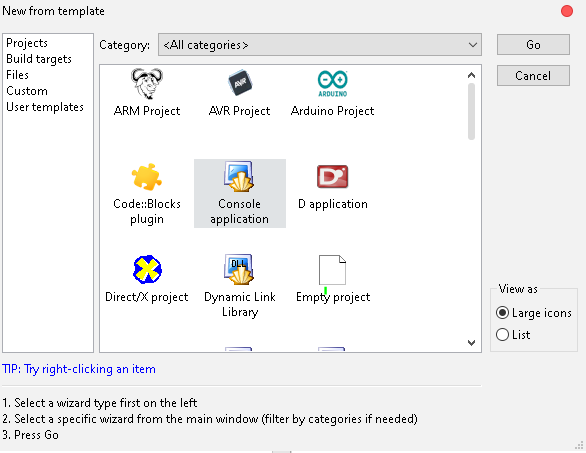 New from template
Projects
Build targets
Files
Custom
User templates
Category:
<All categories>
Go
Cancel
AVR
ARDUINO
ARM Project
AVR Project
Arduino Project
Code::Blocks
plugin
Console
application
D application
DLL
Direct/X project
Dynamic Link
Library
Empty project
View as
Large icons
List
TIP: Try right-clicking an item
1. Select a wizard type first on the left
2. Select a specific wizard from the main window (filter by categories if needed)
3. Press Go